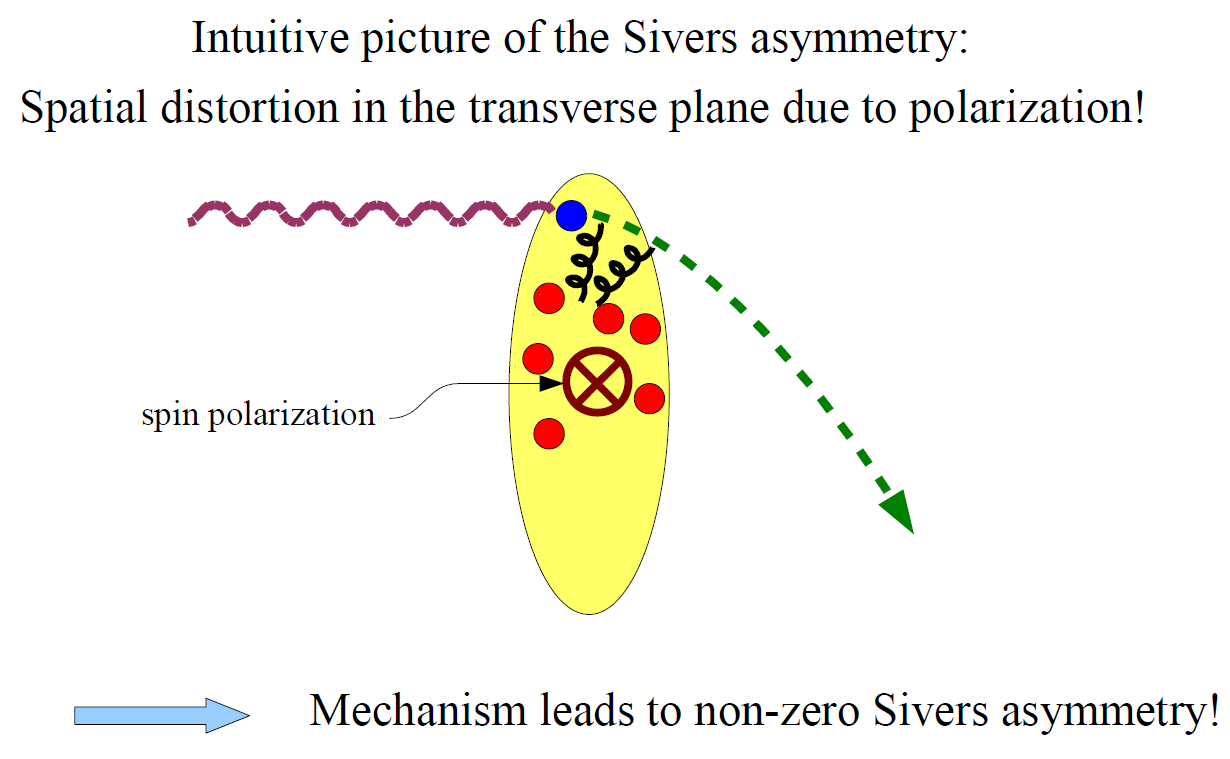 Intuitive picture of the Sivers asymmetry:
Spatial distortion in the transverse plane due to polarization!
spin polarization
Mechanism leads to non-zero Sivers asymmetry!